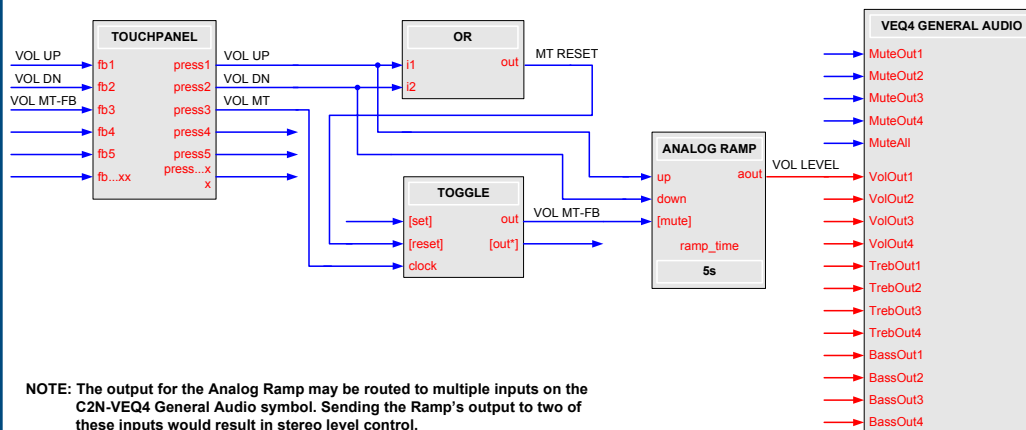 TOUCHPANEL
VOL UP
VOL DN
VOL MT-FB
fb1
fb2
fb3
fb4
fb5
fb...xx
press1
press2
press3
press4
press5
press...x
x
VOL UP
VOL DN
VOL MT
OR
i1
i2
out
MT RESET
TOGGLE
[set]
[reset]
clock
out
[out*]
VOL MT-FB
ANALOG RAMP
up
down
[mute]
aout
ramp_time
5s
VOL LEVEL
VEQ4 GENERAL AUDIO
MuteOut1
MuteOut2
MuteOut3
MuteOut4
MuteAll
VolOut1
VolOut2
VolOut3
VolOut4
TrebOut1
TrebOut2
TrebOut3
TrebOut4
BassOut1
BassOut2
BassOut3
BassOut4
NOTE: The output for the Analog Ramp may be routed to multiple inputs on the
C2N-VEQ4 General Audio symbol. Sending the Ramp's output to two of
these inputs would result in stereo level control.